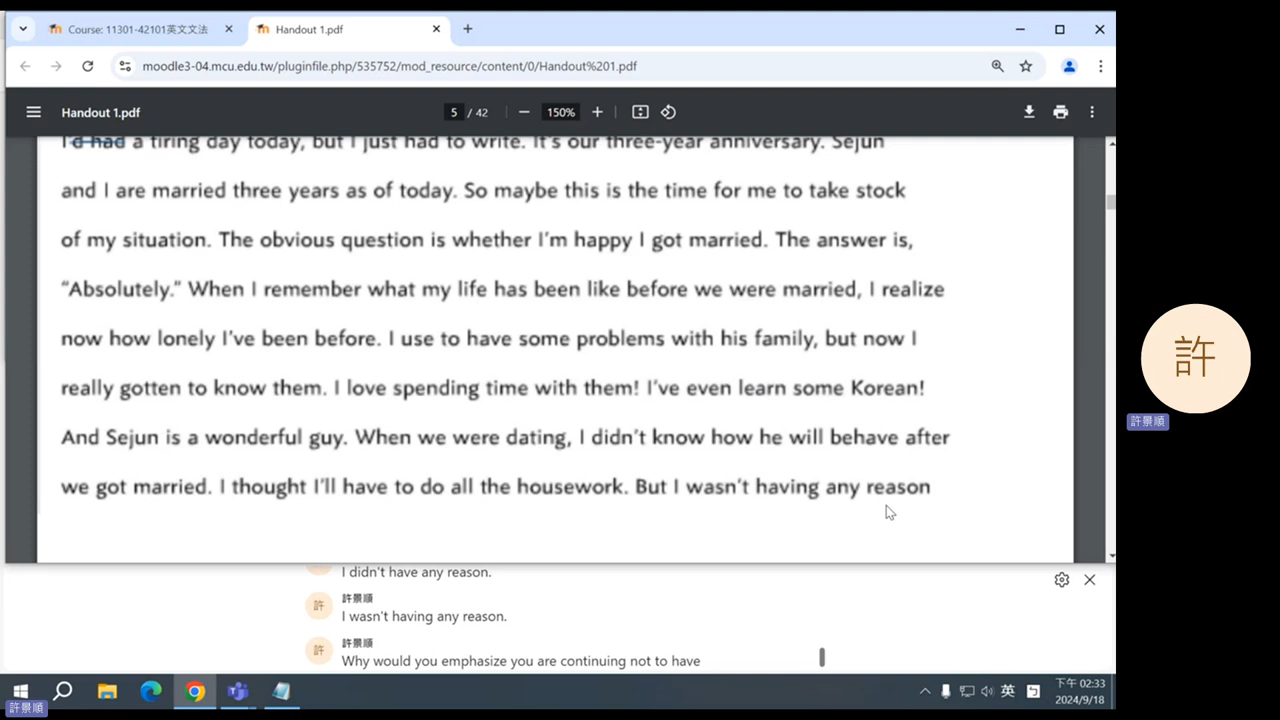 Course: 11301-42101英文文法
Handout 1.pdf
moodle3-04.mcu.edu.tw/pluginfile.php/535752/mod_resource/content/0/Handout%201.pdf
Handout 1.pdf
5 / 42
150%
I'd had a tiring day today, but I just had to write. It's our three-year anniversary. Sejun
and I are married three years as of today. So maybe this is the time for me to take stock
of my situation. The obvious question is whether I'm happy I got married. The answer is,
“Absolutely.” When I remember what my life has been like before we were married, I realize
now how lonely I've been before. I use to have some problems with his family, but now I
really gotten to know them. I love spending time with them! I've even learn some Korean!
And Sejun is a wonderful guy. When we were dating, I didn't know how he will behave after
we got married. I thought I'll have to do all the housework. But I wasn't having any reason
I didn't have any reason.
許
許景順
I wasn't having any reason.
許
許景順
Why would you emphasize you are continuing not to have
許
許景順
英
下午 02:33
2024/9/18
許景順